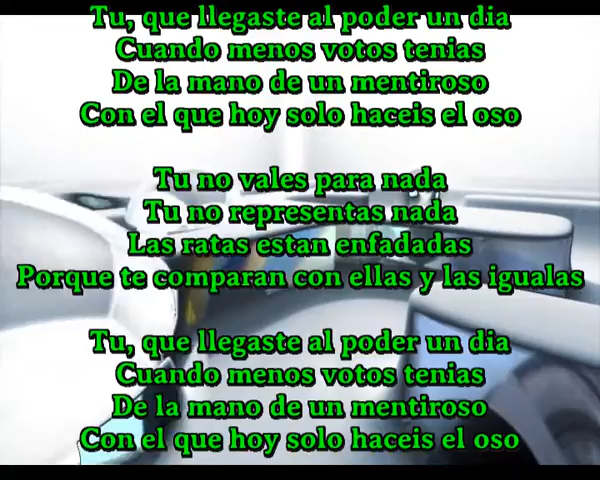 Tu, que llegaste al poder un dia
Cuando menos votos tenias
De la mano de un mentiroso
Con el que hoy solo haceis el oso
Tu no vales para nada
Tu no representas nada
Las ratas estan enfadadas
Porque te comparan con ellas y las igualas
Tu, que llegaste al poder un dia
Cuando menos votos tenias
De la mano de un mentiroso
Con el que hoy solo haceis el oso